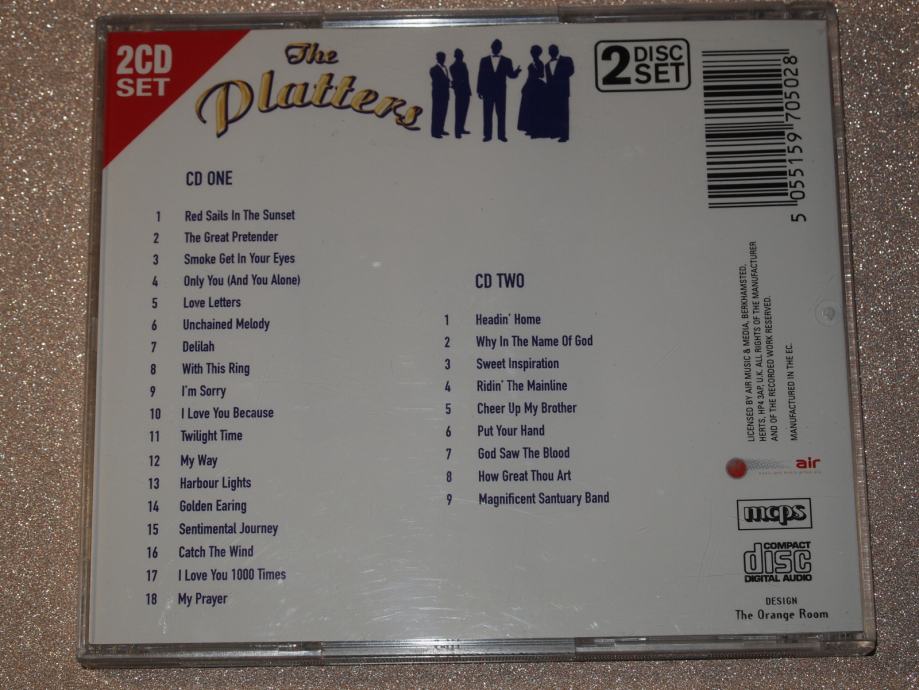 2CD
SET
The
Platters
2 DISC
SET
5 055159 705028
CD ONE
1 Red Sails In The Sunset
2 The Great Pretender
3 Smoke Get In Your Eyes
4 Only You (And You Alone)
5 Love Letters
6 Unchained Melody
7 Delilah
8 With This Ring
9 I'm Sorry
10 I Love You Because
11 Twilight Time
12 My Way
13 Harbour Lights
14 Golden Earing
15 Sentimental Journey
16 Catch The Wind
17 I Love You 1000 Times
18 My Prayer
CD TWO
1 Headin' Home
2 Why In The Name Of God
3 Sweet Inspiration
4 Ridin' The Mainline
5 Cheer Up My Brother
6 Put Your Hand
7 God Saw The Blood
8 How Great Thou Art
9 Magnificent Santuary Band
LICENSED BY AIR MUSIC & MEDIA, BERKHAMSTED,
HERTS, HP4 3AP, U.K. ALL RIGHTS OF THE MANUFACTURER
AND OF THE RECORDED WORK RESERVED.
MANUFACTURED IN THE EC.
air
mcps
COMPACT
disc
DIGITAL AUDIO
DESIGN
The Orange Room